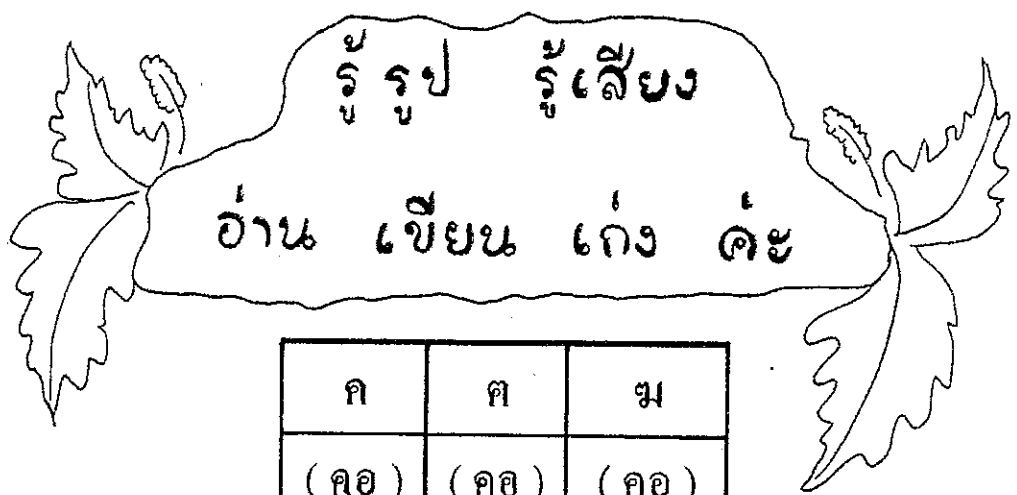 รู้ รูป รู้เสียง
อ่าน เขียน เก่ง ค่ะ
ค ฅ ฆ
(คอ) (คอ) (คอ)